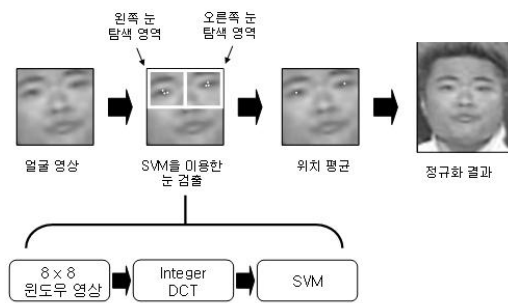 왼쪽 눈
탐색 영역
오른쪽 눈
탐색 영역
얼굴 영상
SVM을 이용한
눈 검출
위치 평균
정규화 결과
8 x 8
윈도우 영상
Integer
DCT
SVM